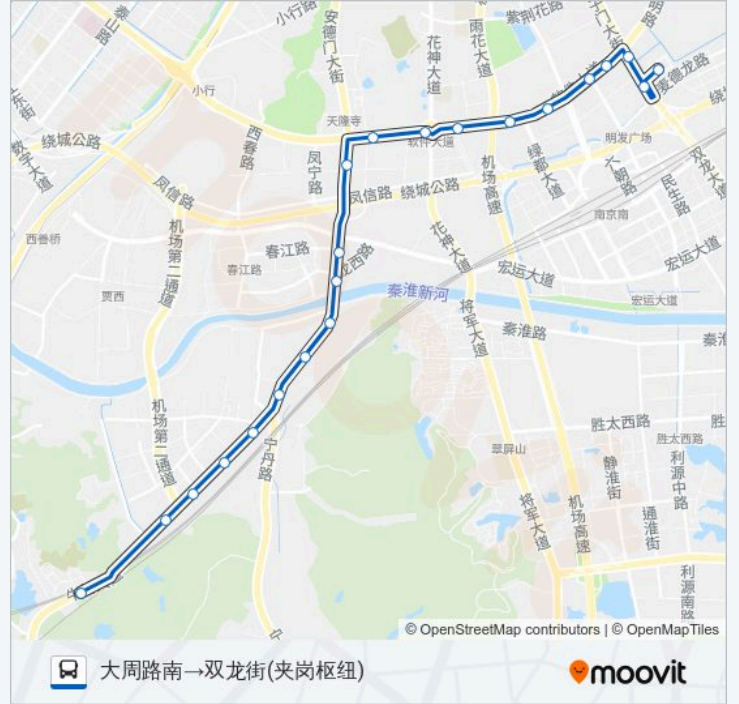 小行路
泰山路
安德门大街
花神大道
雨花大道
紫荆花路
小行
天隆寺
麦德龙路
软件大道
明发广场
绕城公路
数字大道
西春路
凤宁路
凤信路
凤信路
绕城公路
机场高速
绿都大道
六朝路
双龙大道
民生路
南京南
西善桥
机场第二通道
春江路
春江路
龙西路
花神大道
宏运大道
宏运大道
宏运大道
贾西
秦淮新河
将军大道
秦淮路
机场第二通道
宁丹路
胜太西路
胜太西路
翠屏山
静淮街
利源中路
将军大道
机场高速
通淮街
利源南路
© OpenStreetMap contributors | © OpenMapTiles
大周路南→双龙街(夹岗枢纽)
moovit